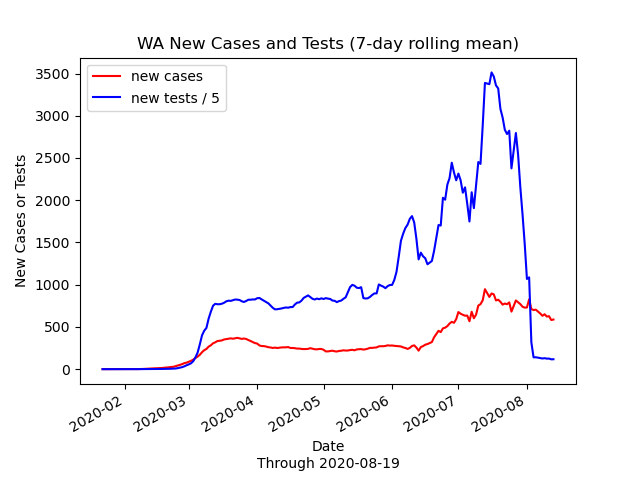 WA New Cases and Tests (7-day rolling mean)
new cases
new tests / 5
New Cases or Tests
3500
3000
2500
2000
1500
1000
500
0
2020-02
2020-03
2020-04
2020-05
2020-06
2020-07
2020-08
Date
Through 2020-08-19